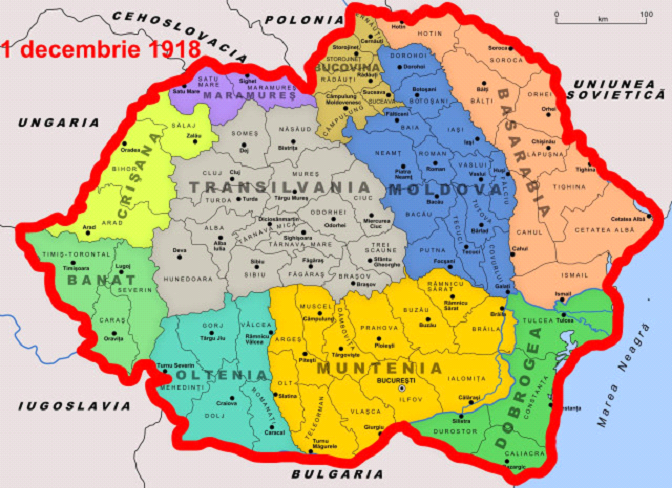 1 decembrie 1918
CEHOSLOVACIA
POLONIA
0 km 100
UNGARIA
UNIUNEA
SOVIETICĂ
IUGOSLAVIA
BULGARIA
Marea Neagră
BUCOVINA
Cernăuți
STOROJINET
Storojinet
RĂDĂUȚI
Rădăuți
Suceava
SUCEAVA
Câmpulung
Moldovenesc
CÂMPULUNG
MARAMUREȘ
SATU
MARE
Satu Mare
Sighet
MARAMUREȘ
CRIȘANA
SĂLAJ
Zalău
Oradea
BIHOR
ARAD
Arad
BANAT
TIMIȘ-TORONTAL
Timișoara
Lugoj
SEVERIN
CARAȘ
Oravița
TRANSILVANIA
SOMEȘ
Dej
NĂSĂUD
Bistrița
CLUJ
Cluj
MUREȘ
Târgu Mureș
TURDA
Turda
CIUC
Miercurea
Ciuc
ODORHEI
Odorhei
Diciosânmartin
TÂRNAVA MICĂ
Sighișoara
TÂRNAVA MARE
ALBA
Alba
Iulia
Deva
HUNEDOARA
Sibiu
SIBIU
Făgăraș
FĂGĂRAȘ
TREI
SCAUNE
Sfântu
Gheorghe
BRAȘOV
Brașov
MOLDOVA
DOROHOI
Dorohoi
Botoșani
BOTOȘANI
Fălticeni
BAIA
IAȘI
Iași
NEAMȚ
Piatra
Neamț
ROMAN
Roman
VASLUI
Vaslui
Huși
FĂLCIU
Bacău
BACĂU
TUTOVA
Bârlad
TECUCI
Tecuci
COVURLUI
PUTNA
Focșani
Galați
BASARABIA
HOTIN
Hotin
Soroca
SOROCA
Bălți
BĂLȚI
ORHEI
Orhei
Chișinău
LĂPUȘNA
Tighina
TIGHINA
CAHUL
Cahul
Cetatea Albă
CETATEA ALBĂ
ISMAIL
Ismail
OLTENIA
GORJ
Târgu Jiu
VÂLCEA
Râmnicu
Vâlcea
Turnu Severin
MEHEDINȚI
Craiova
DOLJ
ROMANAȚI
Caracal
MUNTENIA
MUSCEL
Câmpulung
ARGEȘ
Pitești
DÂMBOVIȚA
Târgoviște
PRAHOVA
Ploiești
BUZĂU
Buzău
RÂMNICU
SĂRAT
Râmnicu
Sărat
Brăila
BRĂILA
OLT
Slatina
TELEORMAN
Turnu
Măgurele
VLAȘCA
Giurgiu
BUCUREȘTI
ILFOV
IALOMIȚA
Călărași
DOBROGEA
TULCEA
Tulcea
CONSTANȚA
Silistra
DUROSTOR
CALIACRA
Bazargic